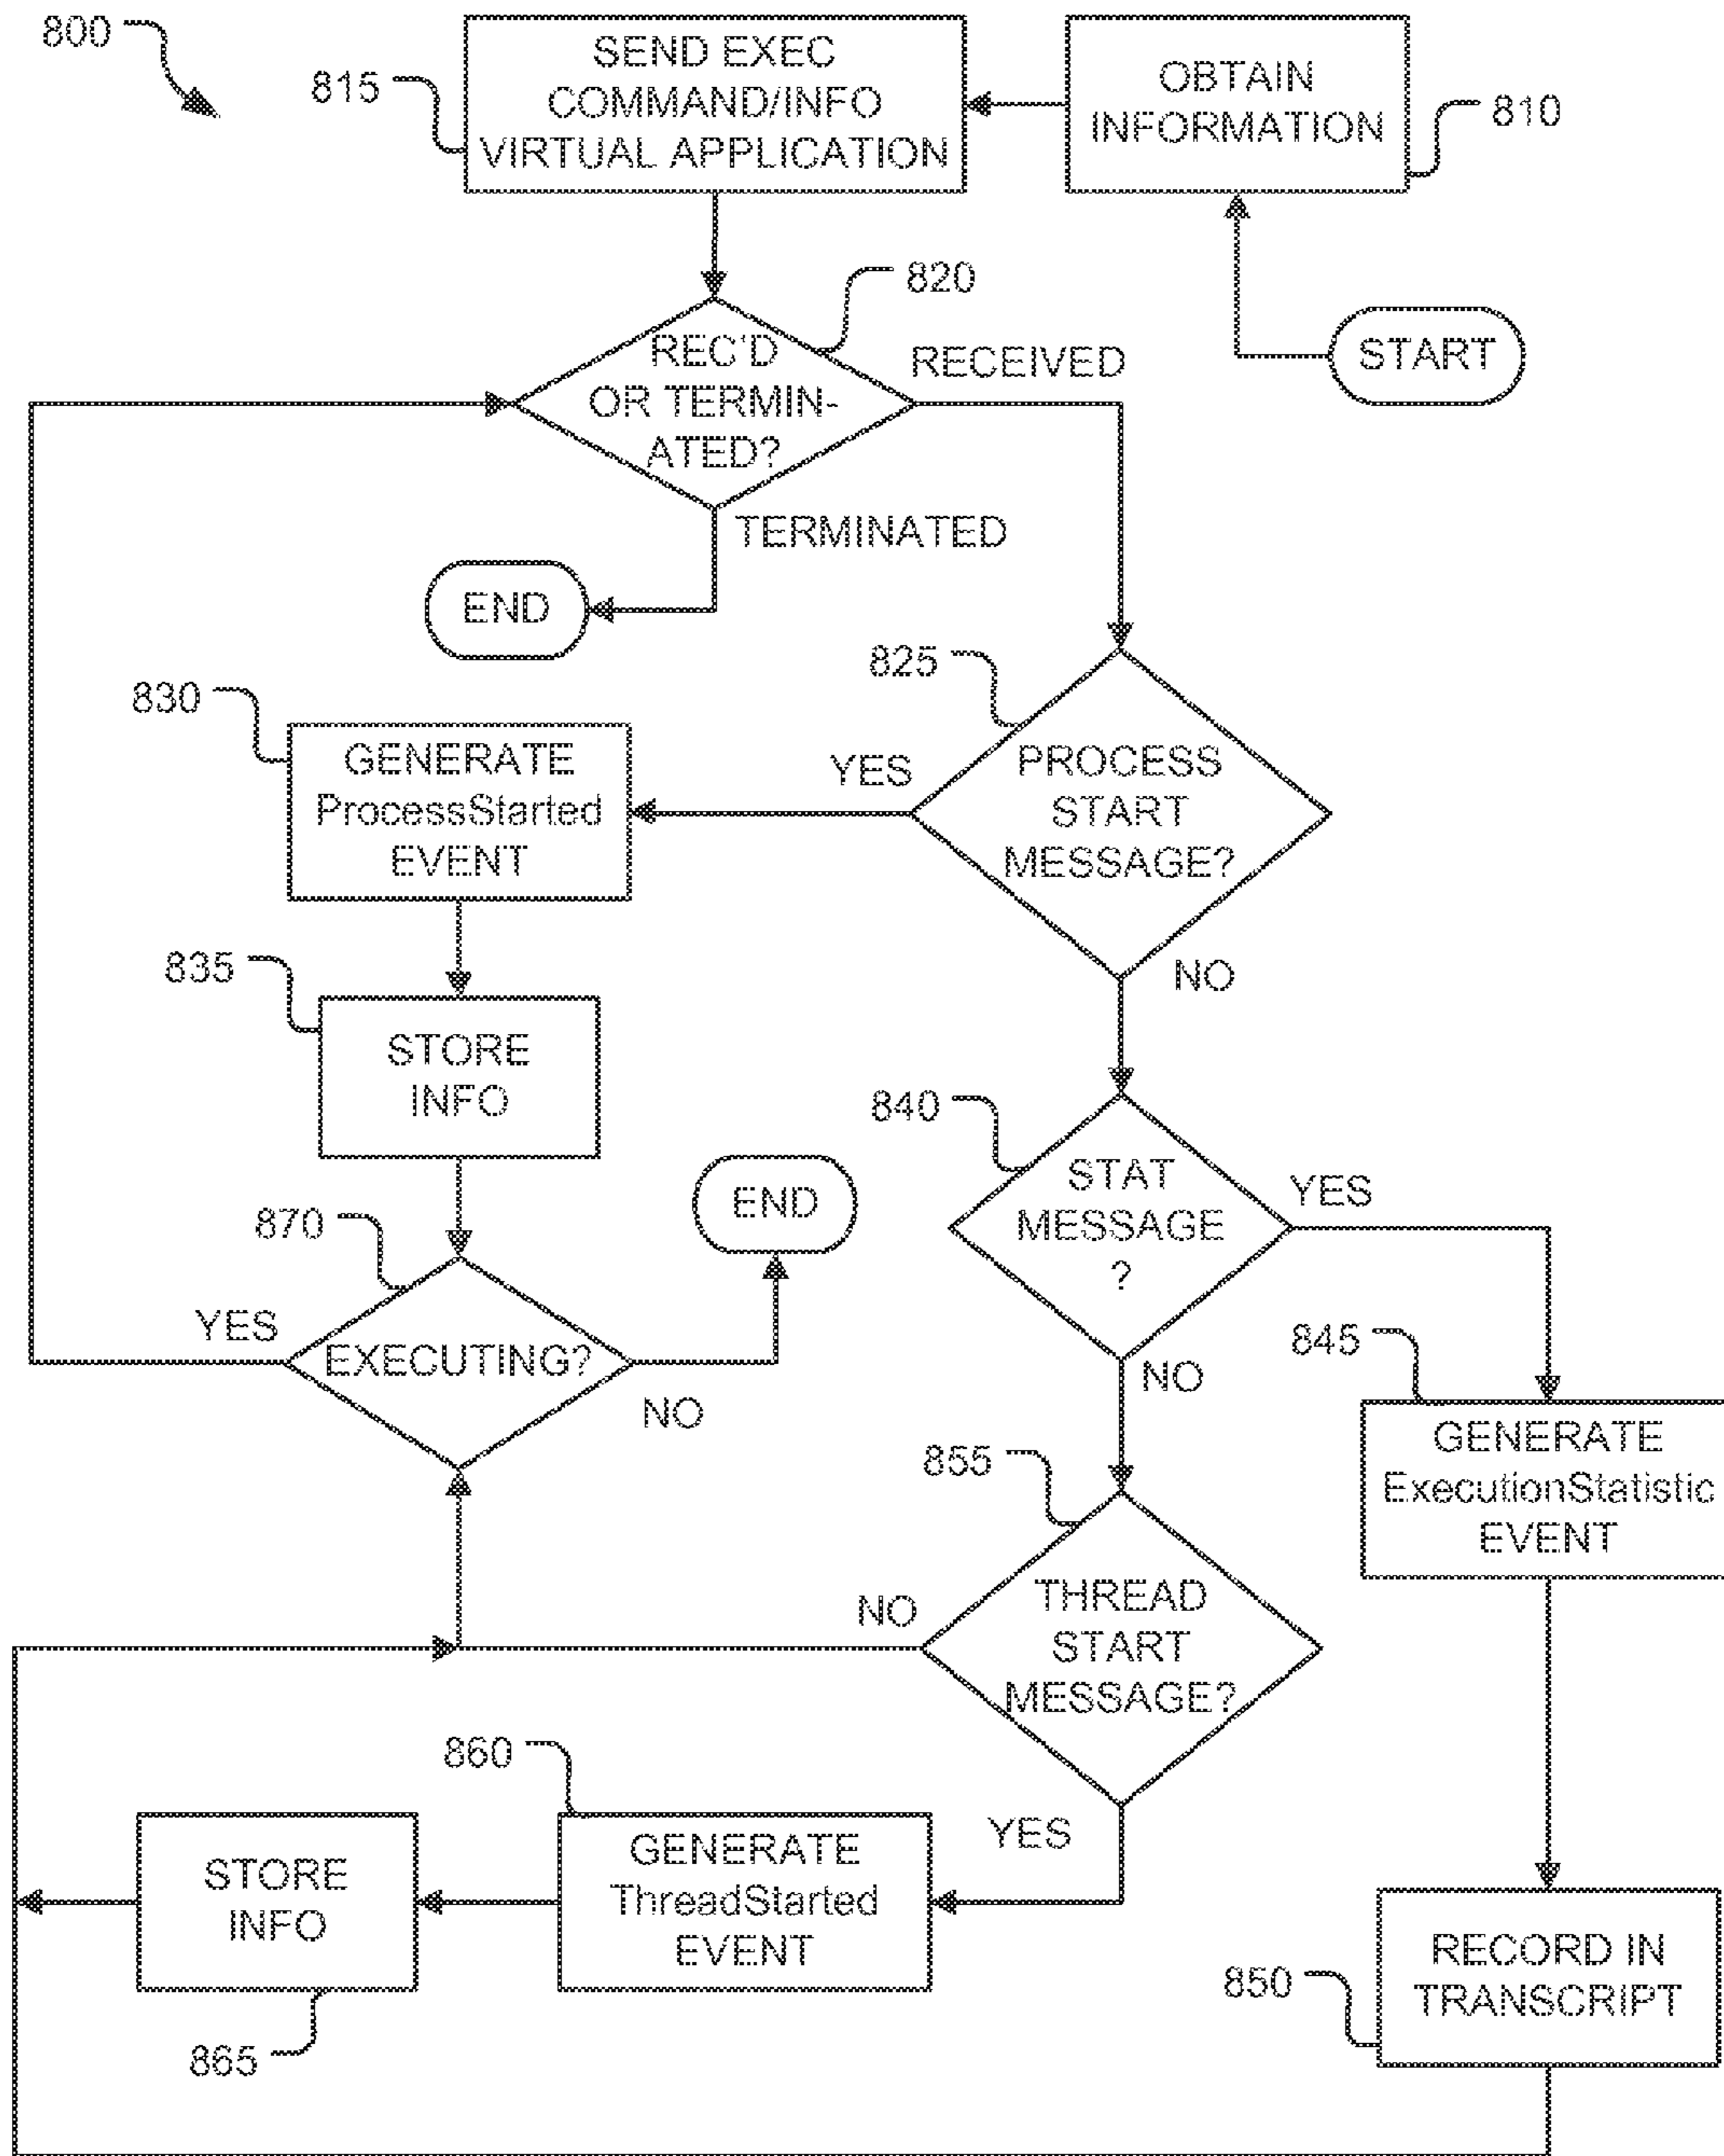 800
815
SEND EXEC
COMMAND/INFO
VIRTUAL APPLICATION
OBTAIN
INFORMATION
810
820
REC'D
OR TERMIN-
ATED?
RECEIVED
START
TERMINATED
END
825
830
GENERATE
ProcessStarted
EVENT
YES
PROCESS
START
MESSAGE?
NO
835
STORE
INFO
840
STAT
MESSAGE
?
YES
END
870
YES
EXECUTING?
NO
NO
845
GENERATE
ExecutionStatistic
EVENT
855
NO
THREAD
START
MESSAGE?
YES
860
GENERATE
ThreadStarted
EVENT
STORE
INFO
865
850
RECORD IN
TRANSCRIPT